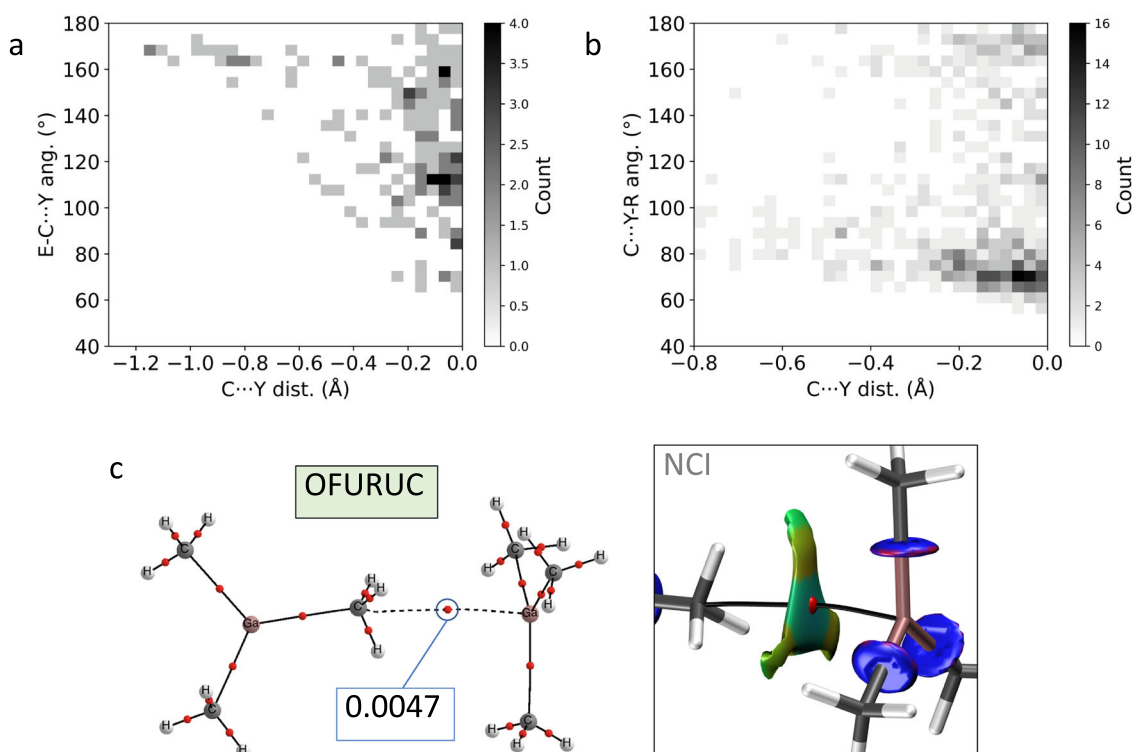 a
E-C···Y ang. (°)
180
160
140
120
100
80
60
40
−1.2 −1.0 −0.8 −0.6 −0.4 −0.2 0.0
C···Y dist. (Å)
4.0
3.5
3.0
2.5
2.0
1.5
1.0
0.5
0.0
Count
b
C···Y-R ang. (°)
180
160
140
120
100
80
60
40
−0.8 −0.6 −0.4 −0.2 0.0
C···Y dist. (Å)
16
14
12
10
8
6
4
2
0
Count
c
OFURUC
H H
C
H
Ga
C
H H
H
H
C
H
H
H
H
C H
H
C H
H
H
Ga
C
H H
H
0.0047
NCI